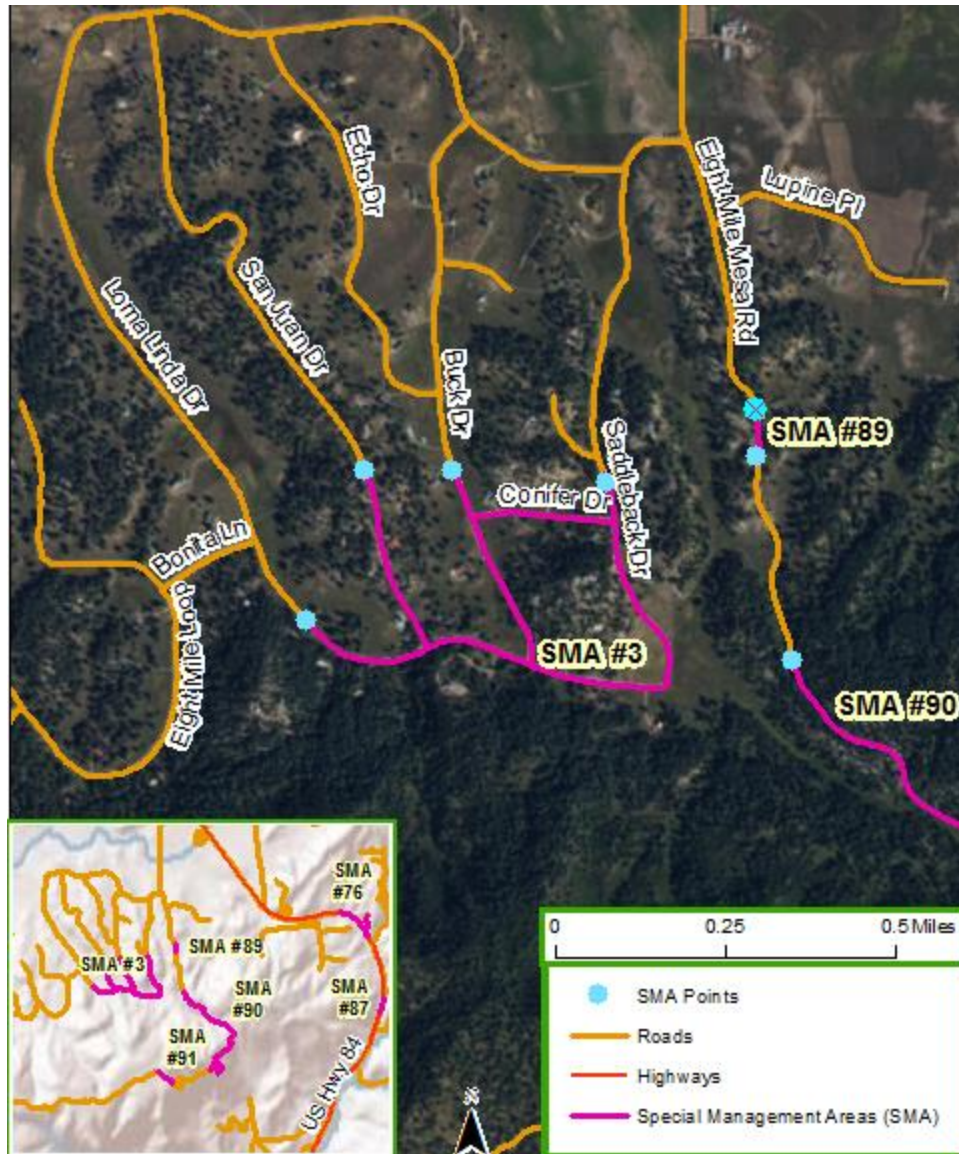 Echo Dr
Eight Mile Mesa Rd
Lupine Pl
San Juan Dr
Loma Linda Dr
Buck Dr
SMA #89
Saddleback Dr
Conifer Dr
Bonita Ln
Eight Mile Loop
SMA #3
SMA #90
SMA
#76
SMA #89
SMA #3
SMA
#90
SMA
#87
SMA
#91
US Hwy 84
0 0.25 0.5 Miles
SMA Points
Roads
Highways
Special Management Areas (SMA)